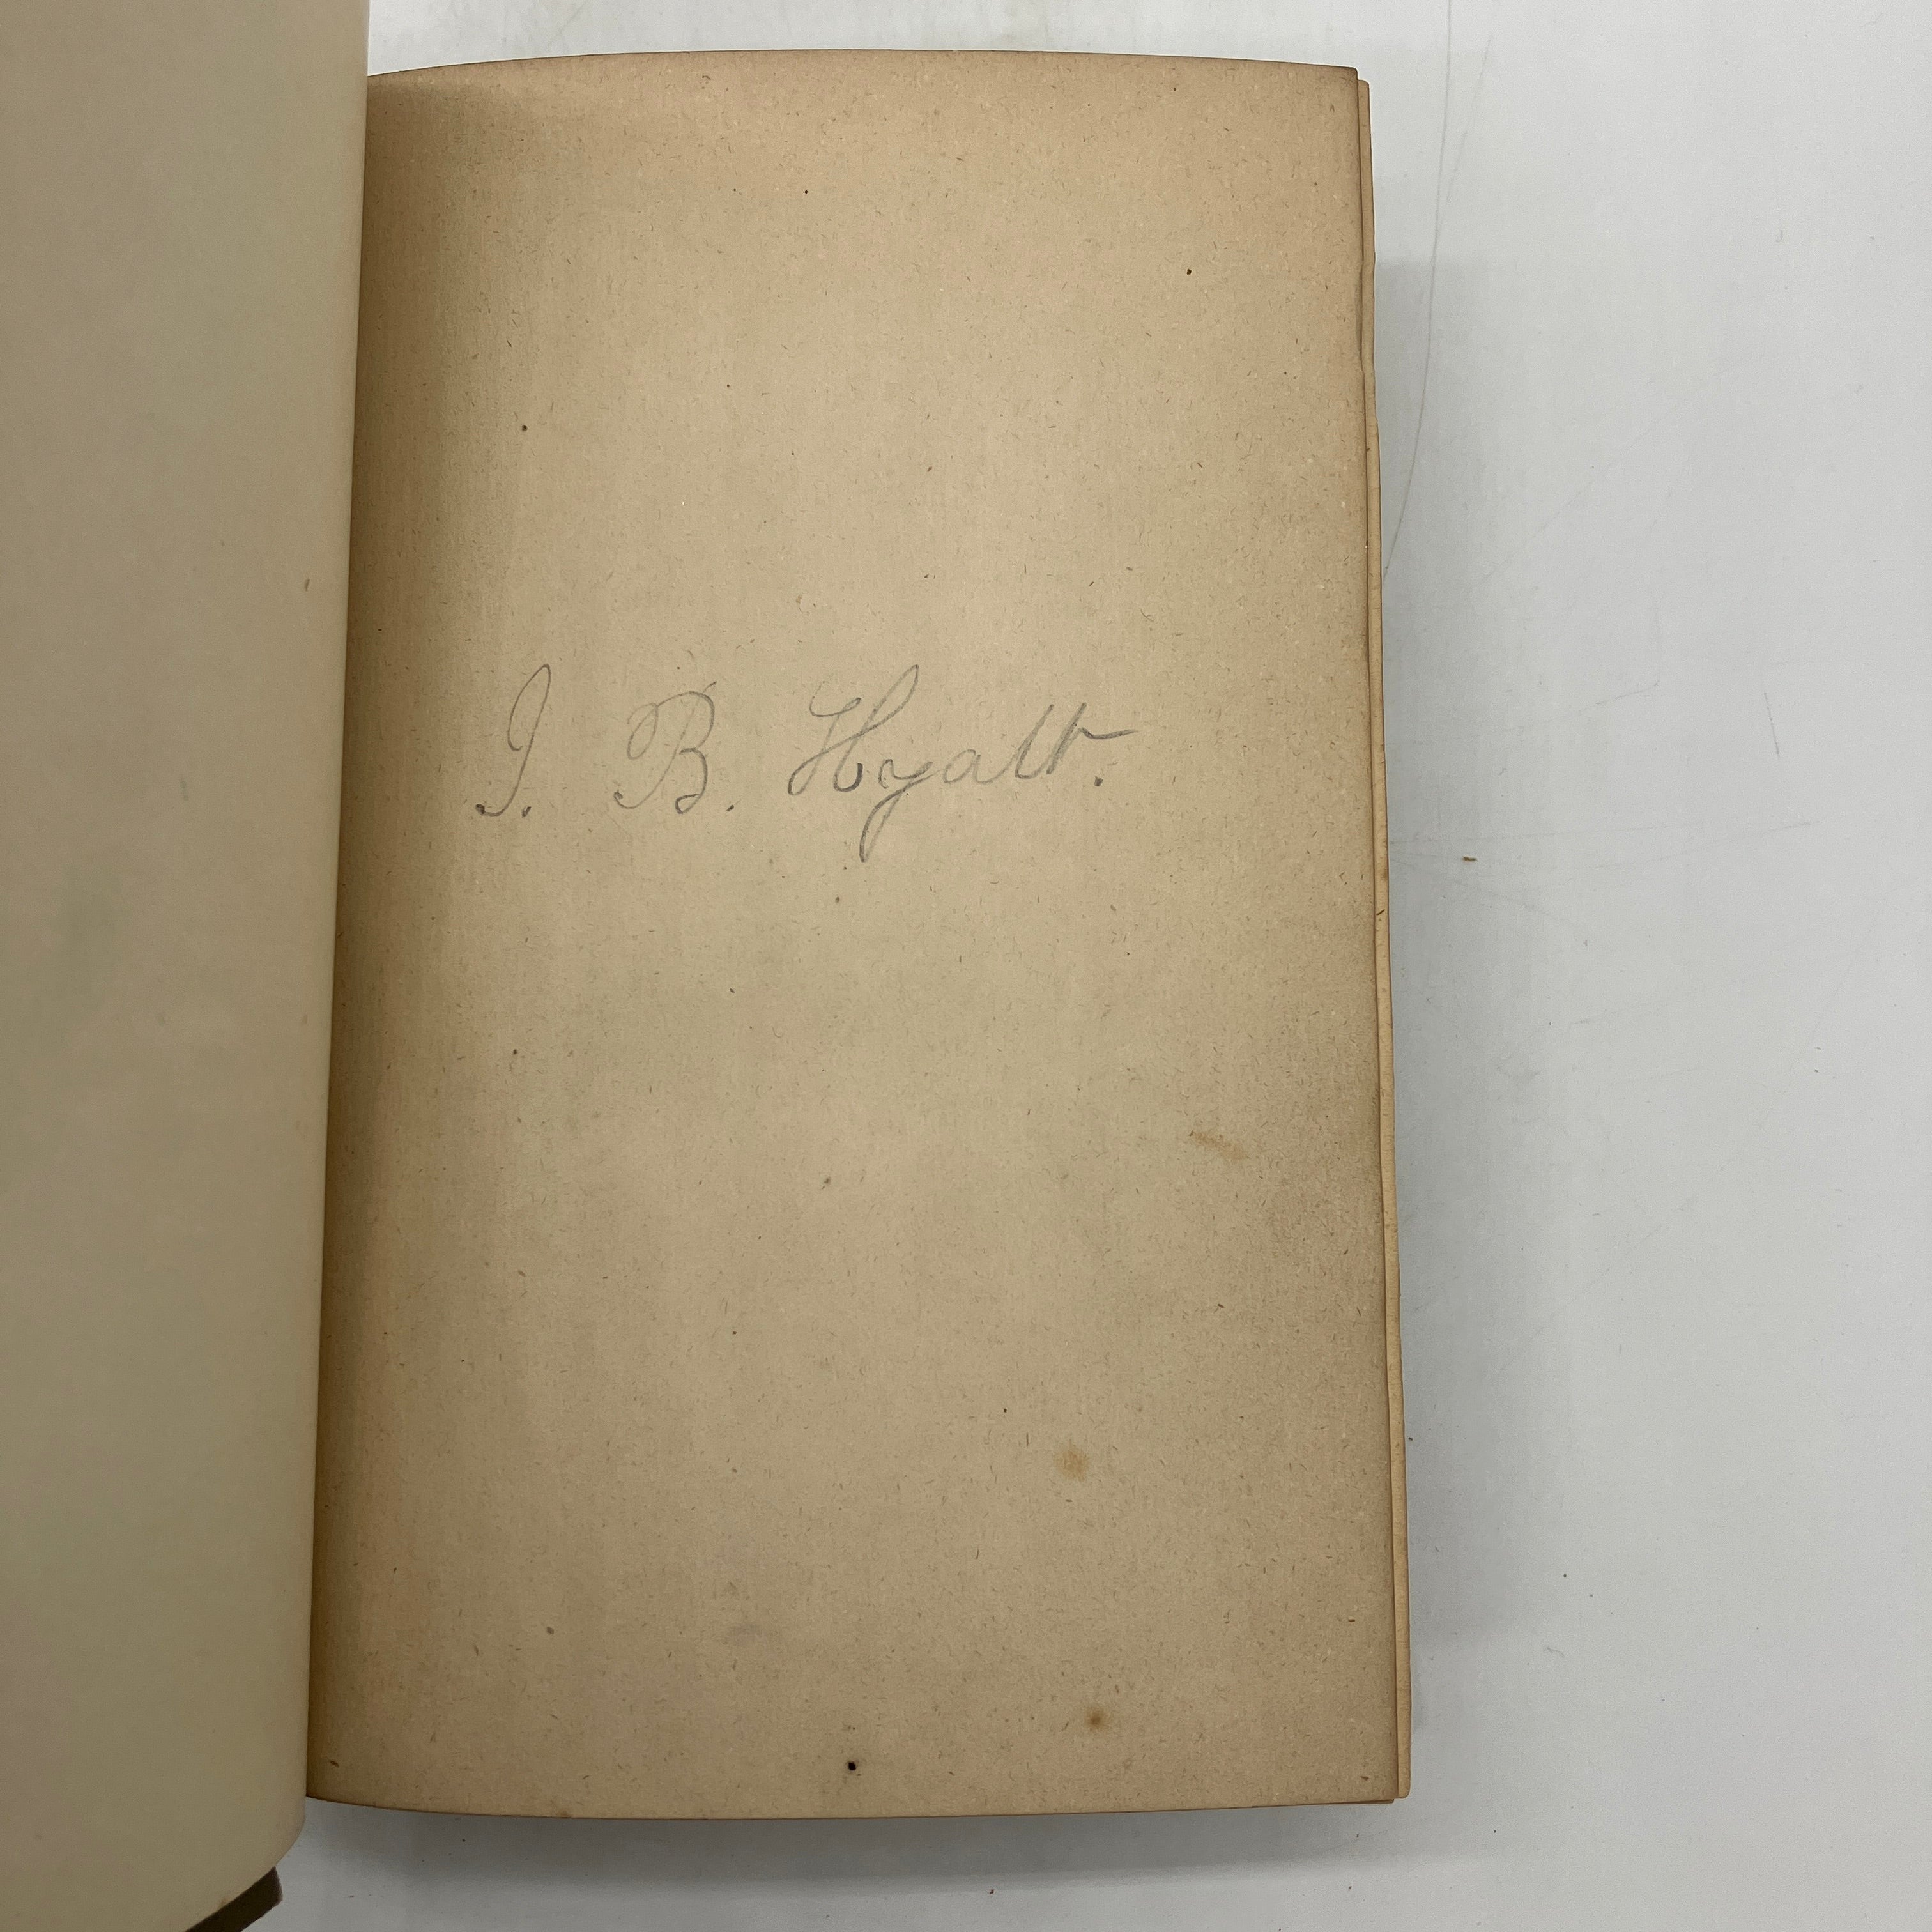 I. B. Hyatt.